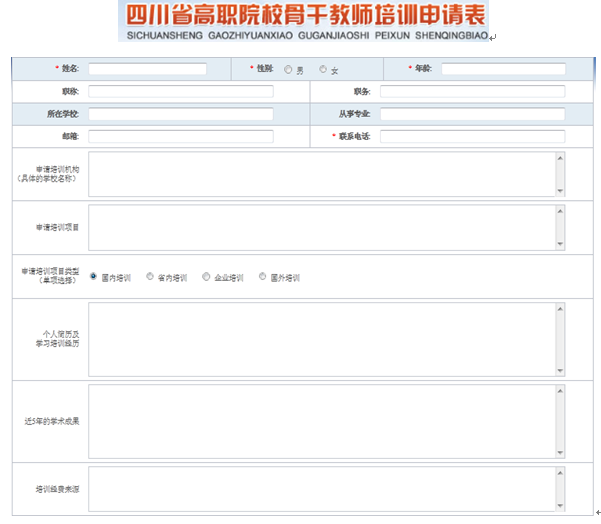 四川省高职院校骨干教师培训申请表
SICHUANSHENG GAOZHIYUANXIAO GUGANJIAOSHI PEIXUN SHENQINGBIAO
* 姓名: * 性别: 男 女 * 年龄:
职称: 职务:
所在学校: 从事专业:
邮箱: * 联系电话:
申请培训机构
(具体的学校名称)
申请培训项目
申请培训项目类型
(单项选择)
国内培训 省内培训 企业培训 国外培训
个人简历及
学习培训经历
近5年的学术成果
培训经费来源